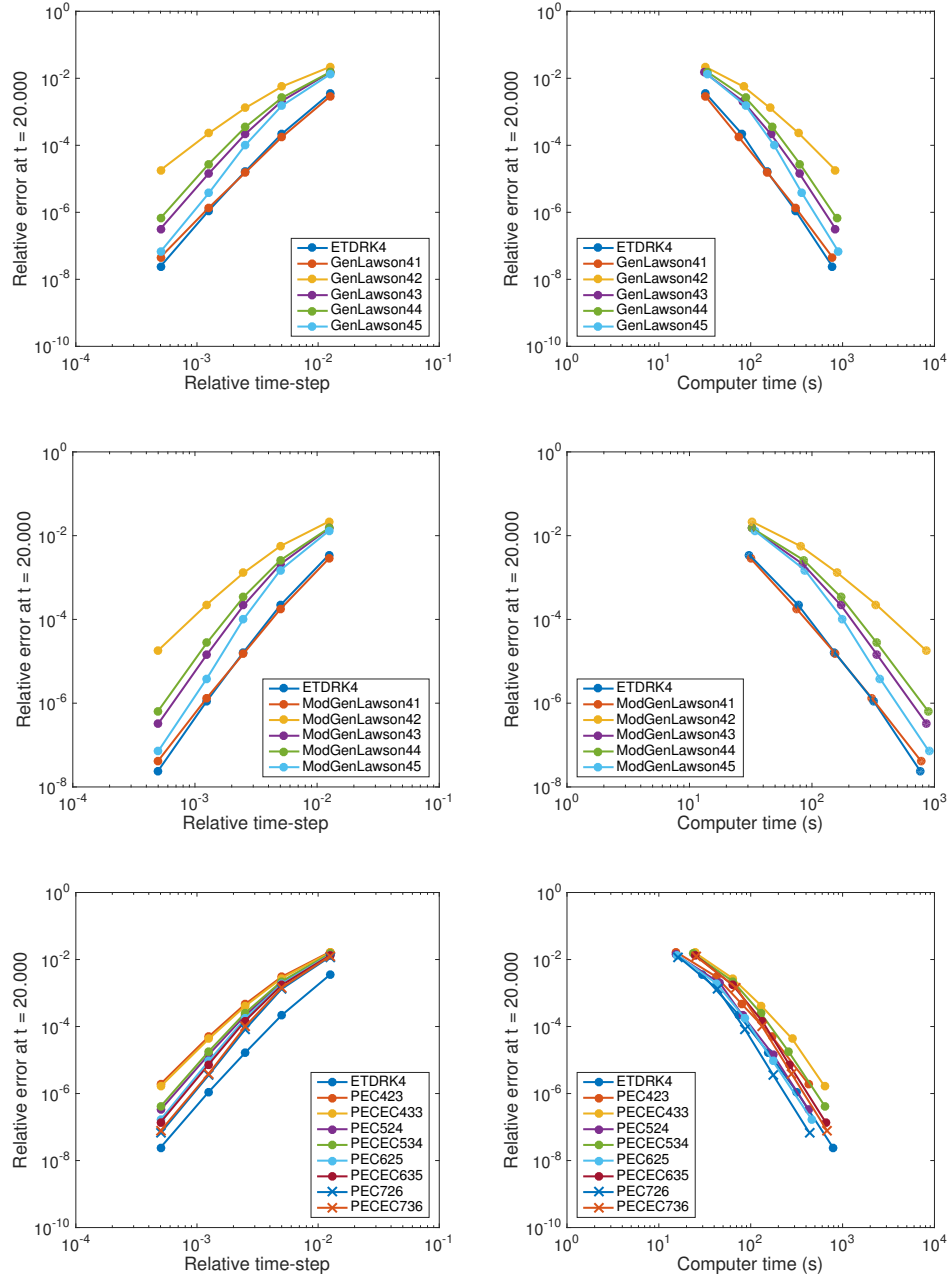 10^0
10^-2
10^-4
10^-6
10^-8
10^-10
Relative error at t = 20.000
ETDRK4
GenLawson41
GenLawson42
GenLawson43
GenLawson44
GenLawson45
10^-4
10^-3
10^-2
10^-1
Relative time-step
10^0
10^-2
10^-4
10^-6
10^-8
10^-10
Relative error at t = 20.000
ETDRK4
GenLawson41
GenLawson42
GenLawson43
GenLawson44
GenLawson45
10^0
10^1
10^2
10^3
10^4
Computer time (s)
10^0
10^-2
10^-4
10^-6
10^-8
Relative error at t = 20.000
ETDRK4
ModGenLawson41
ModGenLawson42
ModGenLawson43
ModGenLawson44
ModGenLawson45
10^-4
10^-3
10^-2
10^-1
Relative time-step
10^0
10^-2
10^-4
10^-6
10^-8
Relative error at t = 20.000
ETDRK4
ModGenLawson41
ModGenLawson42
ModGenLawson43
ModGenLawson44
ModGenLawson45
10^0
10^1
10^2
10^3
Computer time (s)
10^0
10^-2
10^-4
10^-6
10^-8
10^-10
Relative error at t = 20.000
ETDRK4
PEC423
PECEC433
PEC524
PECEC534
PEC625
PECEC635
PEC726
PECEC736
10^-4
10^-3
10^-2
10^-1
Relative time-step
10^0
10^-2
10^-4
10^-6
10^-8
10^-10
Relative error at t = 20.000
ETDRK4
PEC423
PECEC433
PEC524
PECEC534
PEC625
PECEC635
PEC726
PECEC736
10^0
10^1
10^2
10^3
10^4
Computer time (s)